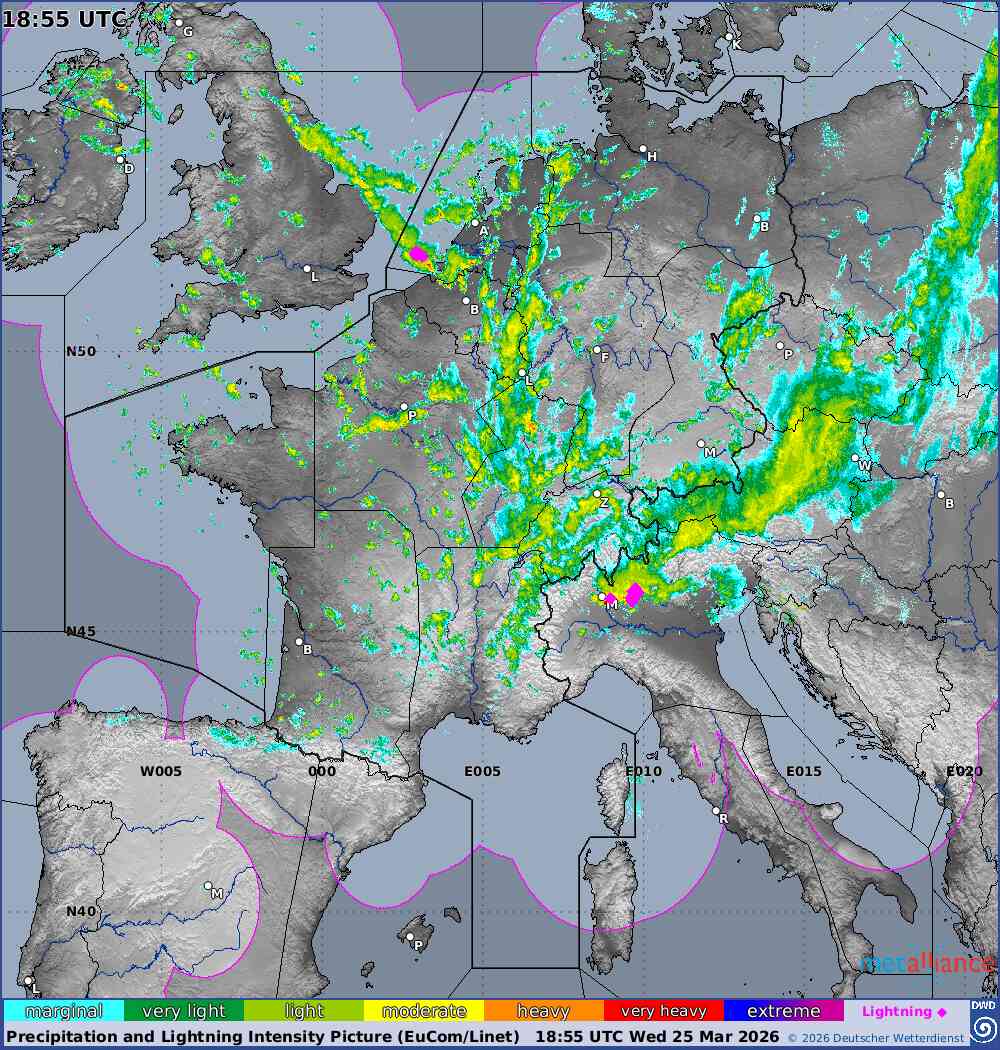 18:55 UTC
G
K
D
H
A
B
L
B
N50
P
F
L
P
M
W
Z
B
M
N45
B
W005
000
E005
E010
E015
E020
R
M
N40
P
metalliance
L
marginal very light light moderate heavy very heavy extreme Lightning ◆
DWD
Precipitation and Lightning Intensity Picture (EuCom/Linet) 18:55 UTC Wed 25 Mar 2026 © 2026 Deutscher Wetterdienst